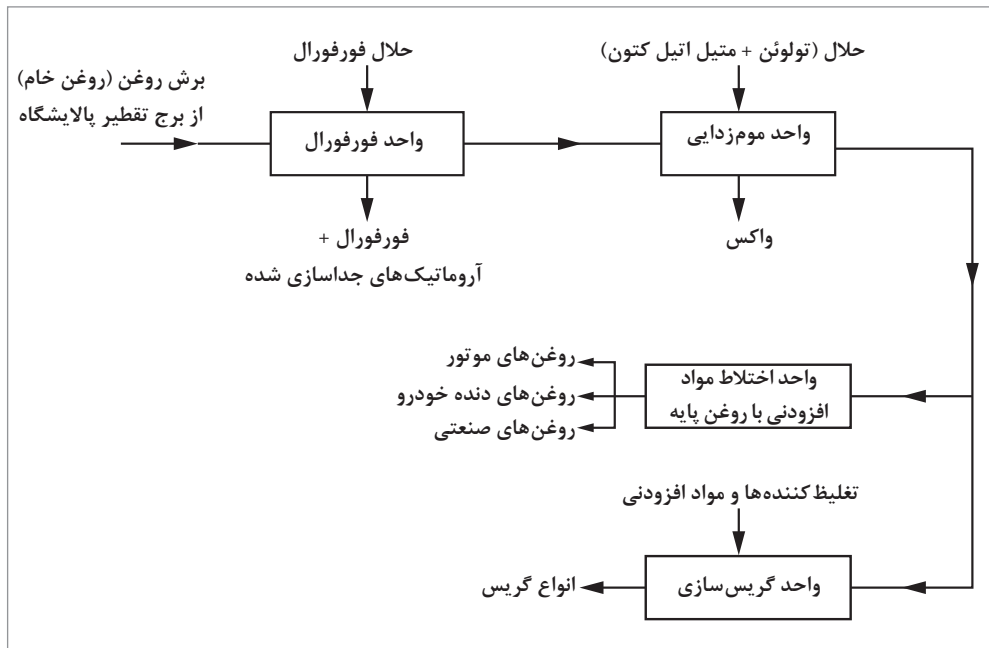 برش روغن (روغن خام)
از برج تقطیر پالایشگاه
حلال فورفورال
واحد فورفورال
فورفورال +
آروماتیک‌های جداسازی شده
حلال (تولوئن + متیل اتیل کتون)
واحد موم‌زدایی
واکس
واحد اختلاط مواد
افزودنی با روغن پایه
روغن‌های موتور
روغن‌های دنده خودرو
روغن‌های صنعتی
تغلیظ کننده‌ها و مواد افزودنی
واحد گریس‌سازی
انواع گریس